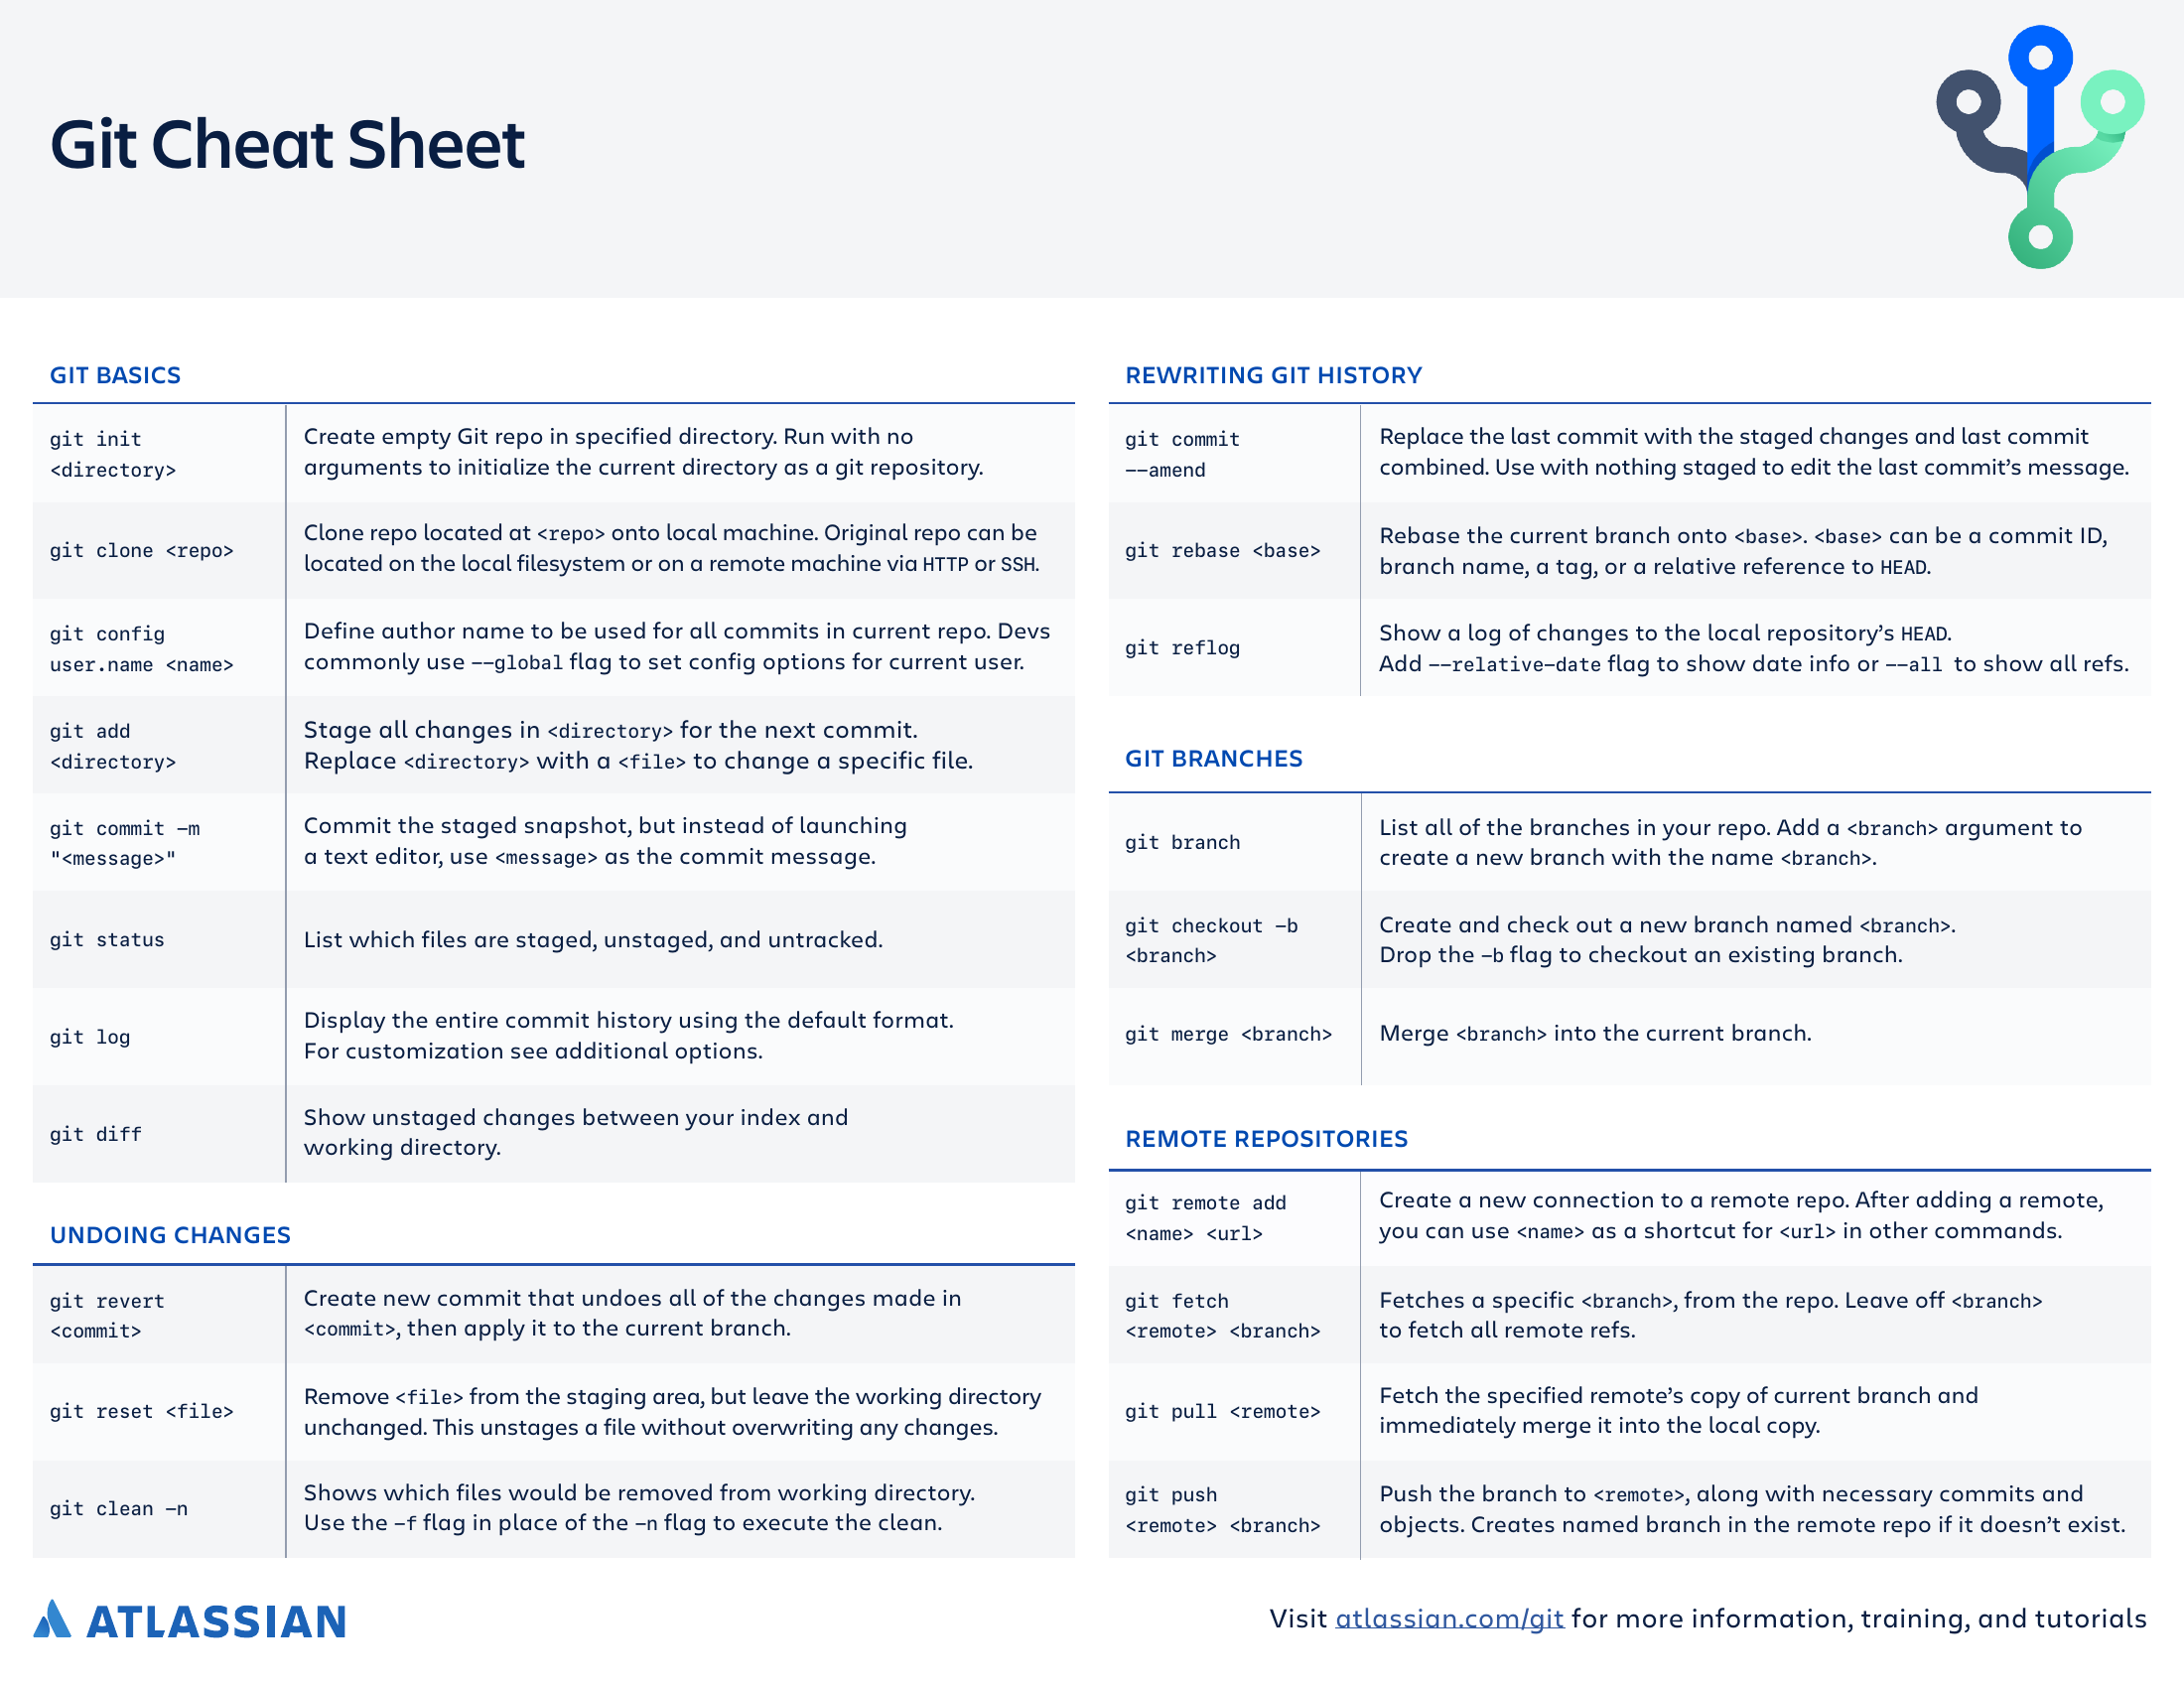 Git Cheat Sheet
GIT BASICS
git init
<directory>
Create empty Git repo in specified directory. Run with no
arguments to initialize the current directory as a git repository.
git clone <repo>
Clone repo located at <repo> onto local machine. Original repo can be
located on the local filesystem or on a remote machine via HTTP or SSH.
git config
user.name <name>
Define author name to be used for all commits in current repo. Devs
commonly use --global flag to set config options for current user.
git add
<directory>
Stage all changes in <directory> for the next commit.
Replace <directory> with a <file> to change a specific file.
git commit -m
"<message>"
Commit the staged snapshot, but instead of launching
a text editor, use <message> as the commit message.
git status
List which files are staged, unstaged, and untracked.
git log
Display the entire commit history using the default format.
For customization see additional options.
git diff
Show unstaged changes between your index and
working directory.
UNDOING CHANGES
git revert
<commit>
Create new commit that undoes all of the changes made in
<commit>, then apply it to the current branch.
git reset <file>
Remove <file> from the staging area, but leave the working directory
unchanged. This unstages a file without overwriting any changes.
git clean -n
Shows which files would be removed from working directory.
Use the -f flag in place of the -n flag to execute the clean.
REWRITING GIT HISTORY
git commit
--amend
Replace the last commit with the staged changes and last commit
combined. Use with nothing staged to edit the last commit’s message.
git rebase <base>
Rebase the current branch onto <base>. <base> can be a commit ID,
branch name, a tag, or a relative reference to HEAD.
git reflog
Show a log of changes to the local repository’s HEAD.
Add --relative-date flag to show date info or --all to show all refs.
GIT BRANCHES
git branch
List all of the branches in your repo. Add a <branch> argument to
create a new branch with the name <branch>.
git checkout -b
<branch>
Create and check out a new branch named <branch>.
Drop the -b flag to checkout an existing branch.
git merge <branch>
Merge <branch> into the current branch.
REMOTE REPOSITORIES
git remote add
<name> <url>
Create a new connection to a remote repo. After adding a remote,
you can use <name> as a shortcut for <url> in other commands.
git fetch
<remote> <branch>
Fetches a specific <branch>, from the repo. Leave off <branch>
to fetch all remote refs.
git pull <remote>
Fetch the specified remote’s copy of current branch and
immediately merge it into the local copy.
git push
<remote> <branch>
Push the branch to <remote>, along with necessary commits and
objects. Creates named branch in the remote repo if it doesn’t exist.
ATLASSIAN
Visit atlassian.com/git for more information, training, and tutorials